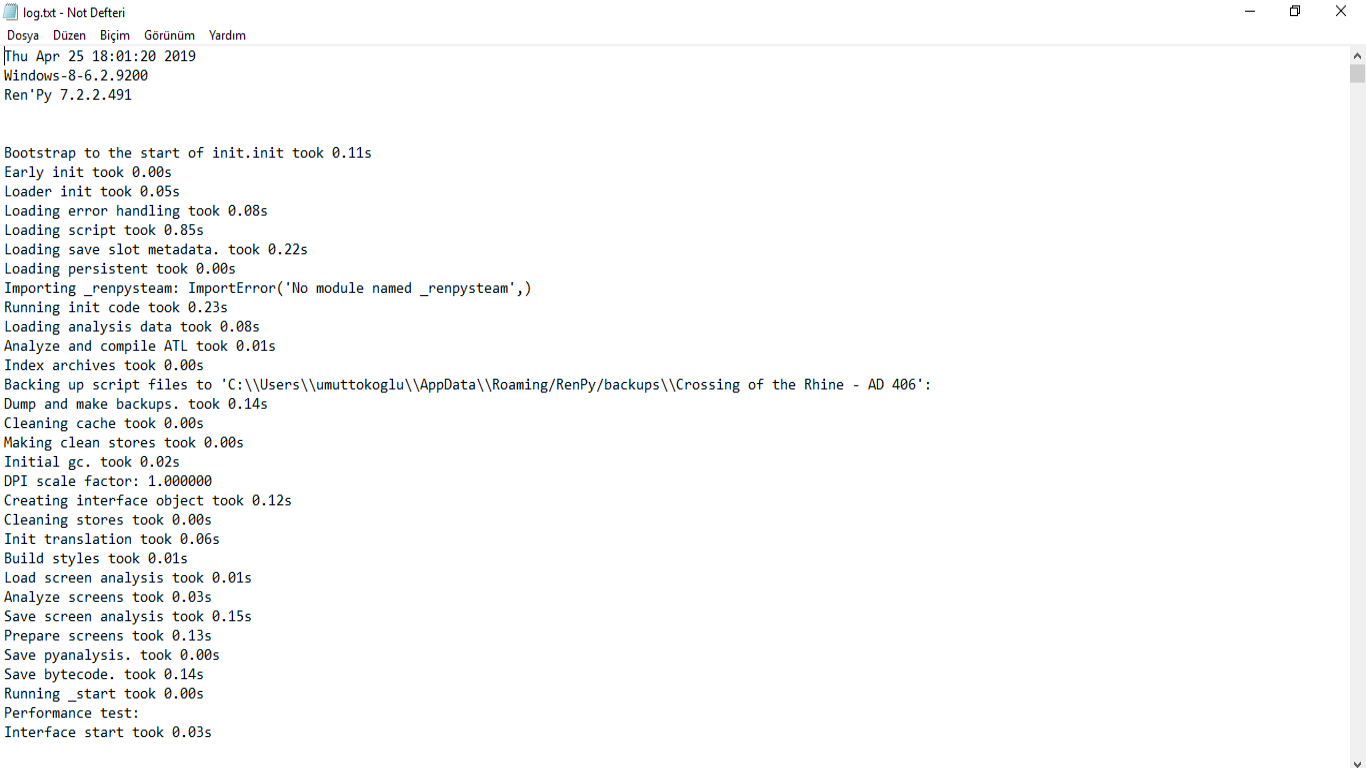 log.txt - Not Defteri
Dosya Düzen Biçim Görünüm Yardım
Thu Apr 25 18:01:20 2019
Windows-8-6.2.9200
Ren'Py 7.2.2.491
Bootstrap to the start of init.init took 0.11s
Early init took 0.00s
Loader init took 0.05s
Loading error handling took 0.08s
Loading script took 0.85s
Loading save slot metadata. took 0.22s
Loading persistent took 0.00s
Importing _renpysteam: ImportError('No module named _renpysteam',)
Running init code took 0.23s
Loading analysis data took 0.08s
Analyze and compile ATL took 0.01s
Index archives took 0.00s
Backing up script files to 'C:\\Users\\umuttokoglu\\AppData\\Roaming/RenPy/backups\\Crossing of the Rhine - AD 406':
Dump and make backups. took 0.14s
Cleaning cache took 0.00s
Making clean stores took 0.00s
Initial gc. took 0.02s
DPI scale factor: 1.000000
Creating interface object took 0.12s
Cleaning stores took 0.00s
Init translation took 0.06s
Build styles took 0.01s
Load screen analysis took 0.01s
Analyze screens took 0.03s
Save screen analysis took 0.15s
Prepare screens took 0.13s
Save pyanalysis. took 0.00s
Save bytecode. took 0.14s
Running _start took 0.00s
Performance test:
Interface start took 0.03s